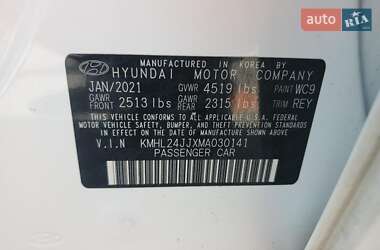 auto RIA
MANUFACTURED IN KOREA BY
HYUNDAI MOTOR COMPANY
JAN/2021 GVWR 4519 lbs. PAINT WC9
GAWR FRONT 2513 lbs GAWR REAR 2315 lbs. TRIM REY
THIS VEHICLE CONFORMS TO ALL APPLICABLE FEDERAL
MOTOR VEHICLE SAFETY, BUMPER, AND THEFT
PREVENTION STANDARDS IN EFFECT ON THE DATE OF
MANUFACTURE SHOWN ABOVE.
V.I.N KMHL24JJXMA030141
PASSENGER CAR